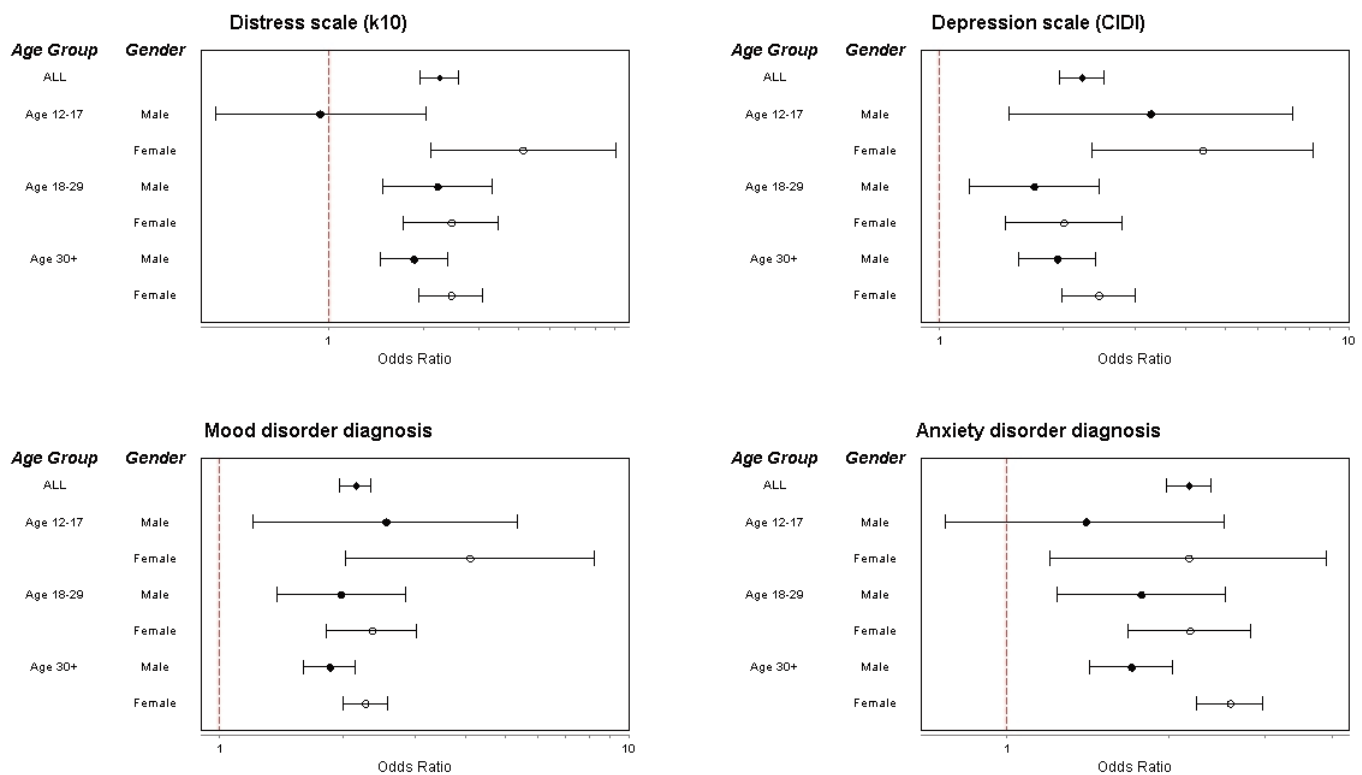 Distress scale (k10)
Age Group Gender
ALL
Age 12-17 Male
Female
Age 18-29 Male
Female
Age 30+ Male
Female
1
Odds Ratio
Depression scale (CIDI)
Age Group Gender
ALL
Age 12-17 Male
Female
Age 18-29 Male
Female
Age 30+ Male
Female
1 10
Odds Ratio
Mood disorder diagnosis
Age Group Gender
ALL
Age 12-17 Male
Female
Age 18-29 Male
Female
Age 30+ Male
Female
1 10
Odds Ratio
Anxiety disorder diagnosis
Age Group Gender
ALL
Age 12-17 Male
Female
Age 18-29 Male
Female
Age 30+ Male
Female
1
Odds Ratio